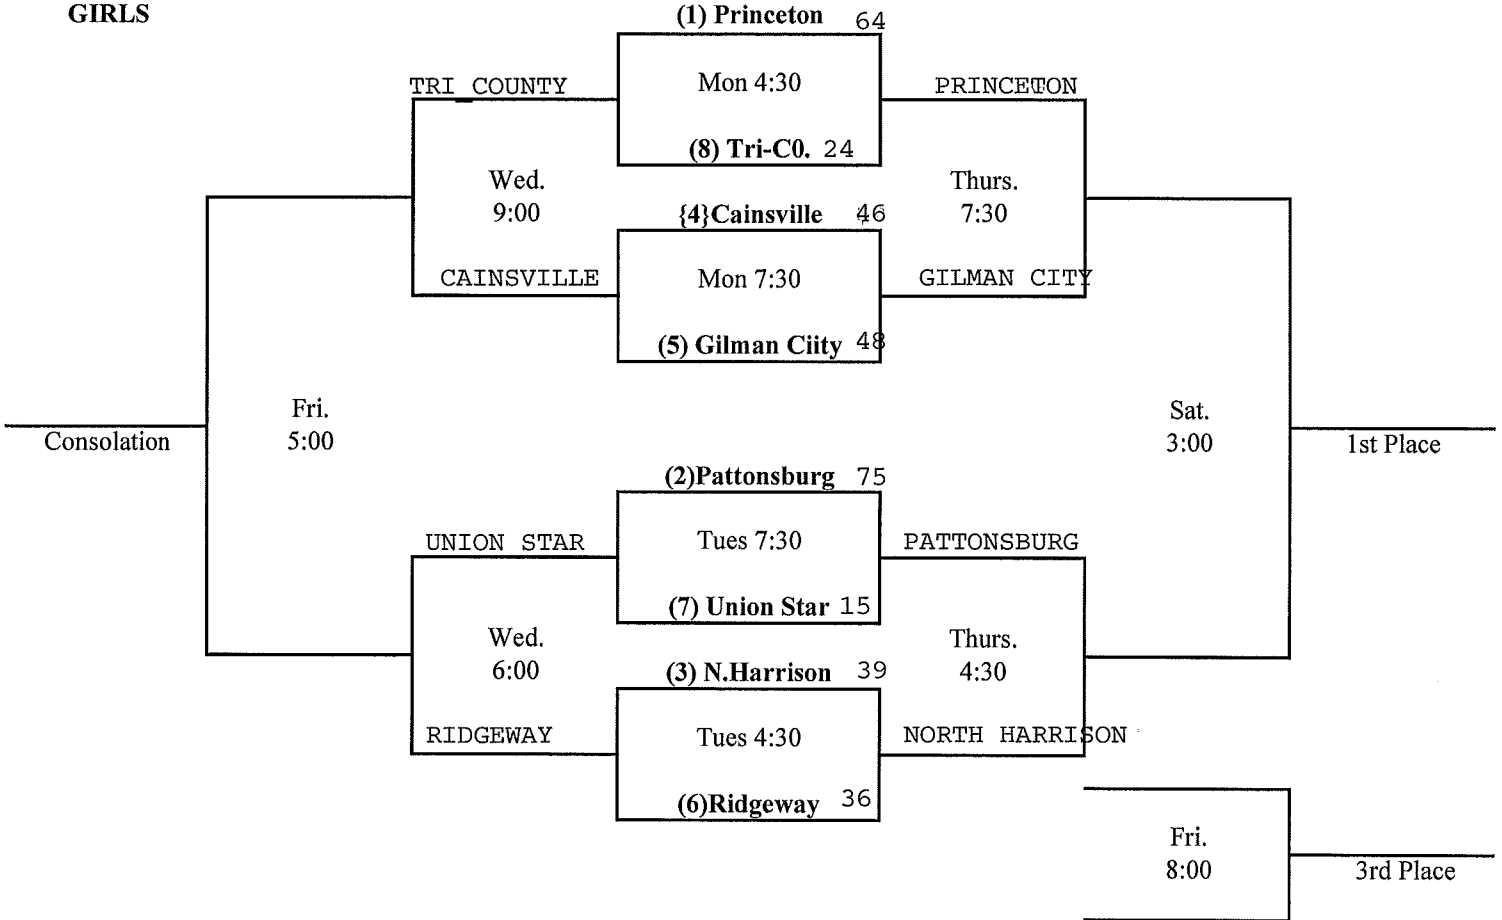 GIRLS
(1) Princeton 64
TRI_COUNTY Mon 4:30 PRINCETON
(8) Tri-C0. 24
Wed. Thurs.
9:00 {4}Cainsville 46 7:30
CAINSVILLE Mon 7:30 GILMAN CITY
(5) Gilman Ciity 48
Fri. Sat.
5:00 3:00
Consolation 1st Place
(2)Pattonsburg 75
UNION STAR Tues 7:30 PATTONSBURG
(7) Union Star 15
Wed. Thurs.
6:00 (3) N.Harrison 39 4:30
RIDGEWAY Tues 4:30 NORTH HARRISON
(6)Ridgeway 36
Fri.
8:00 3rd Place